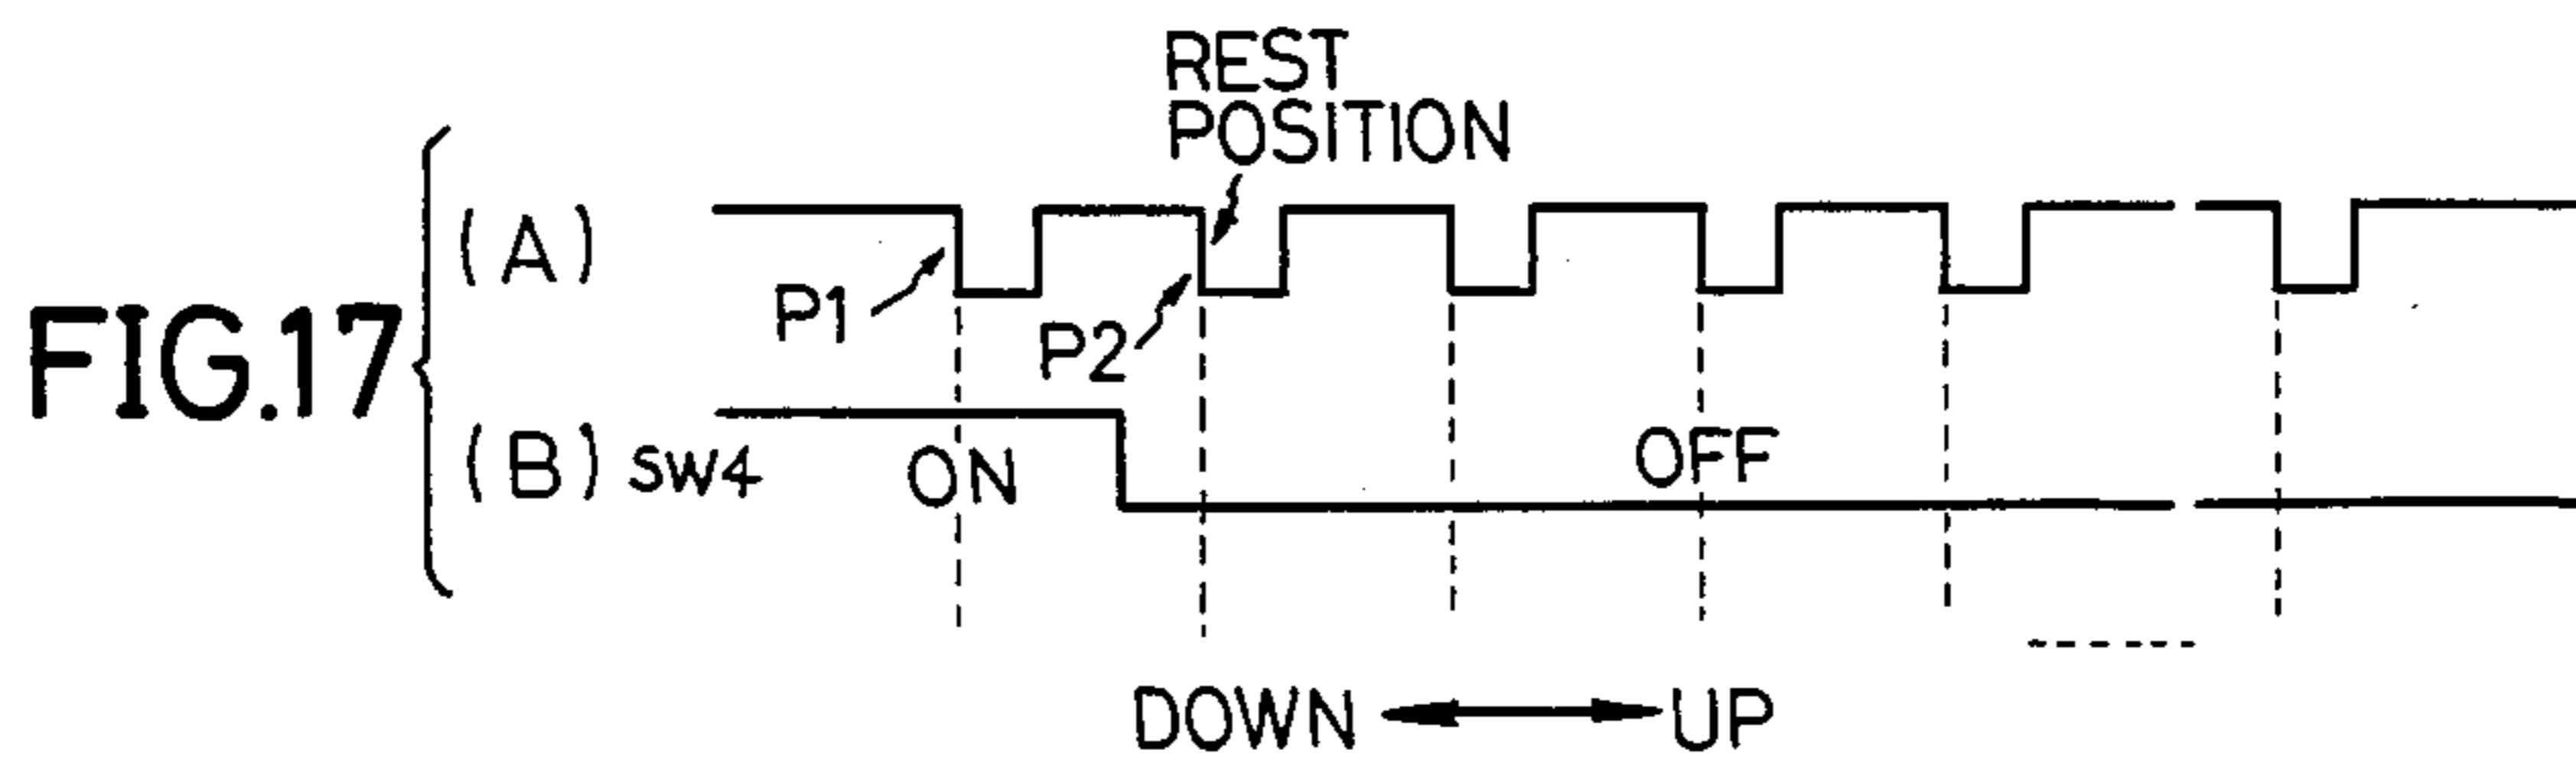 REST
POSITION
(A)
P1
P2
FIG.17
(B) SW4
ON
OFF
DOWN
UP